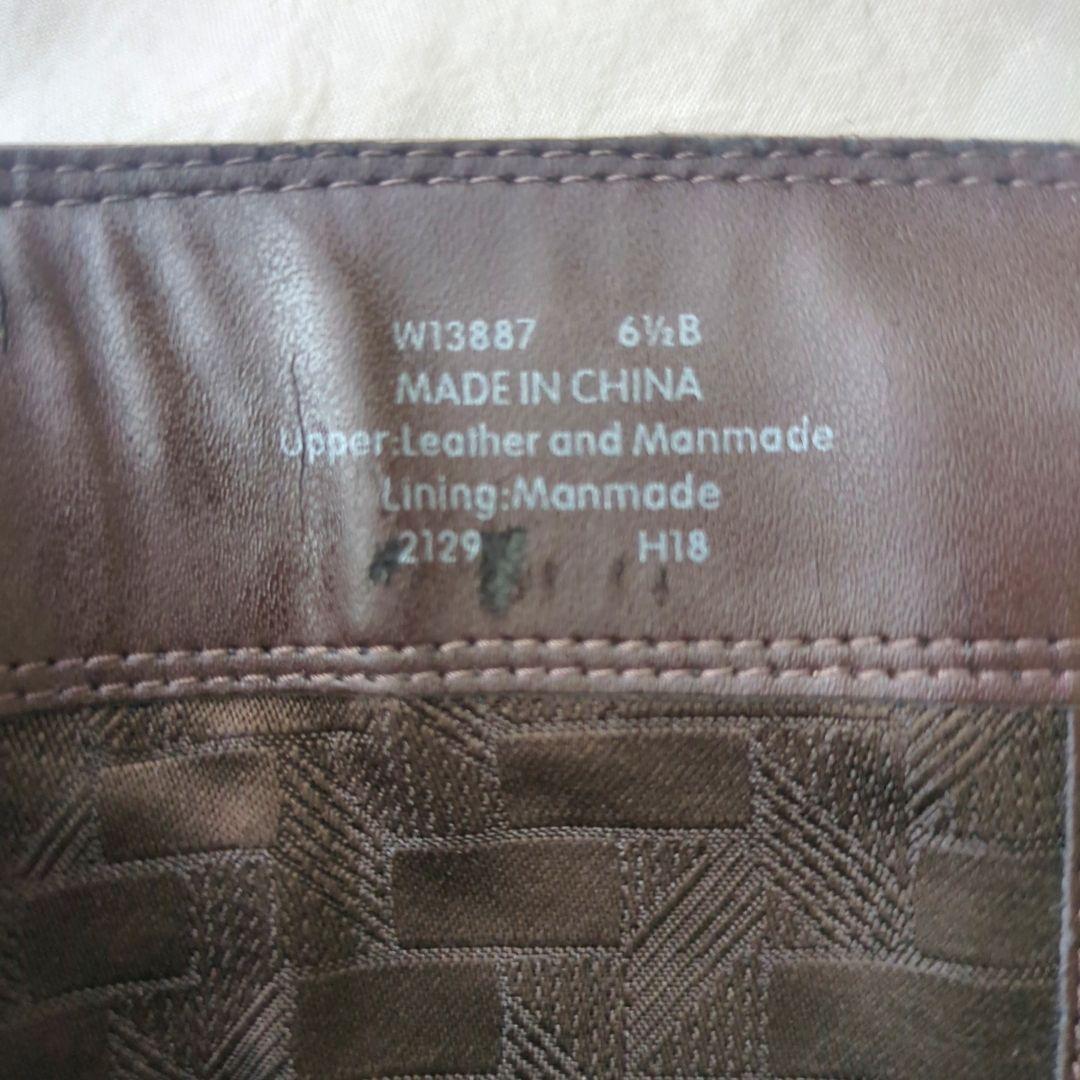 W13887 6½B
MADE IN CHINA
Upper:Leather and Manmade
Lining:Manmade
2129 H18